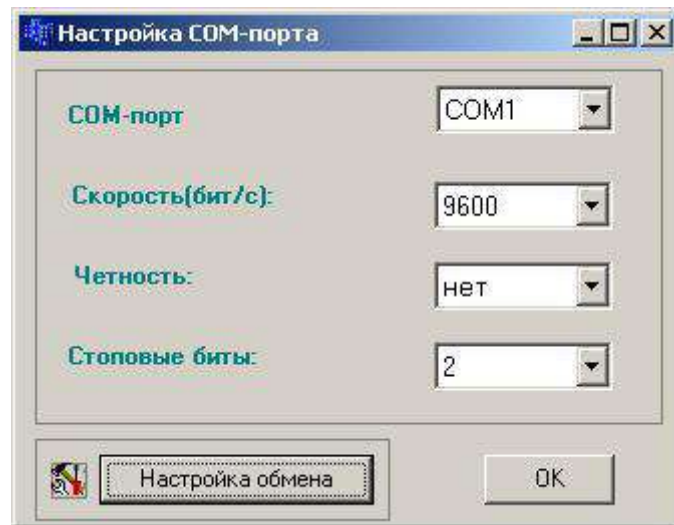 Настройка COM-порта
COM-порт
COM1
Скорость(бит/с):
9600
Четность:
нет
Стоповые биты:
2
Настройка обмена
OK